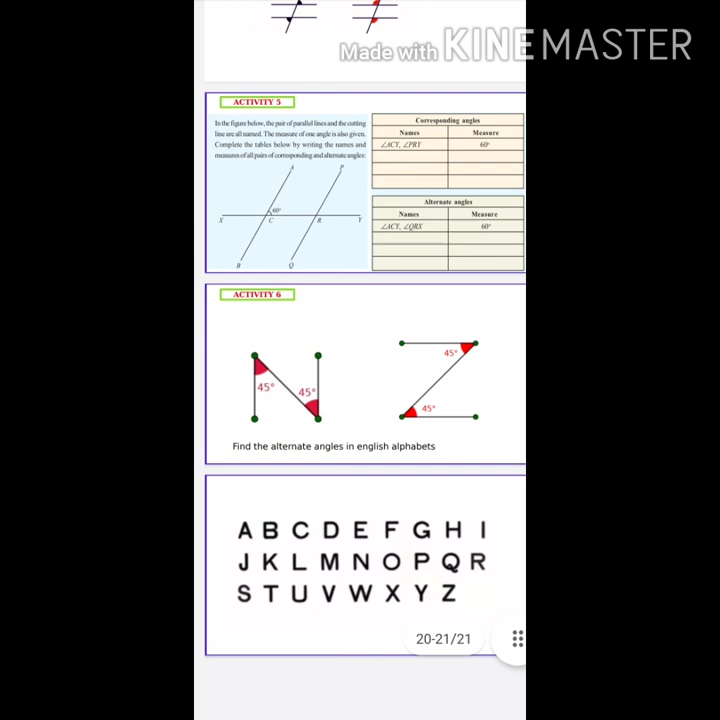 Made with KINEMASTER
ACTIVITY 5
In the figure below, the pair of parallel lines and the cutting
line are all named. The measure of one angle is also given.
Complete the tables below by writing the names and
measures of all pairs of corresponding and alternate angles:
A
P
60°
X
C
R
Y
B
Q
Corresponding angles
Names Measure
∠ACY, ∠PRY 60°
Alternate angles
Names Measure
∠ACY, ∠QRX 60°
ACTIVITY 6
45°
45°
45°
45°
Find the alternate angles in english alphabets
A B C D E F G H I
J K L M N O P Q R
S T U V W X Y Z
20-21/21